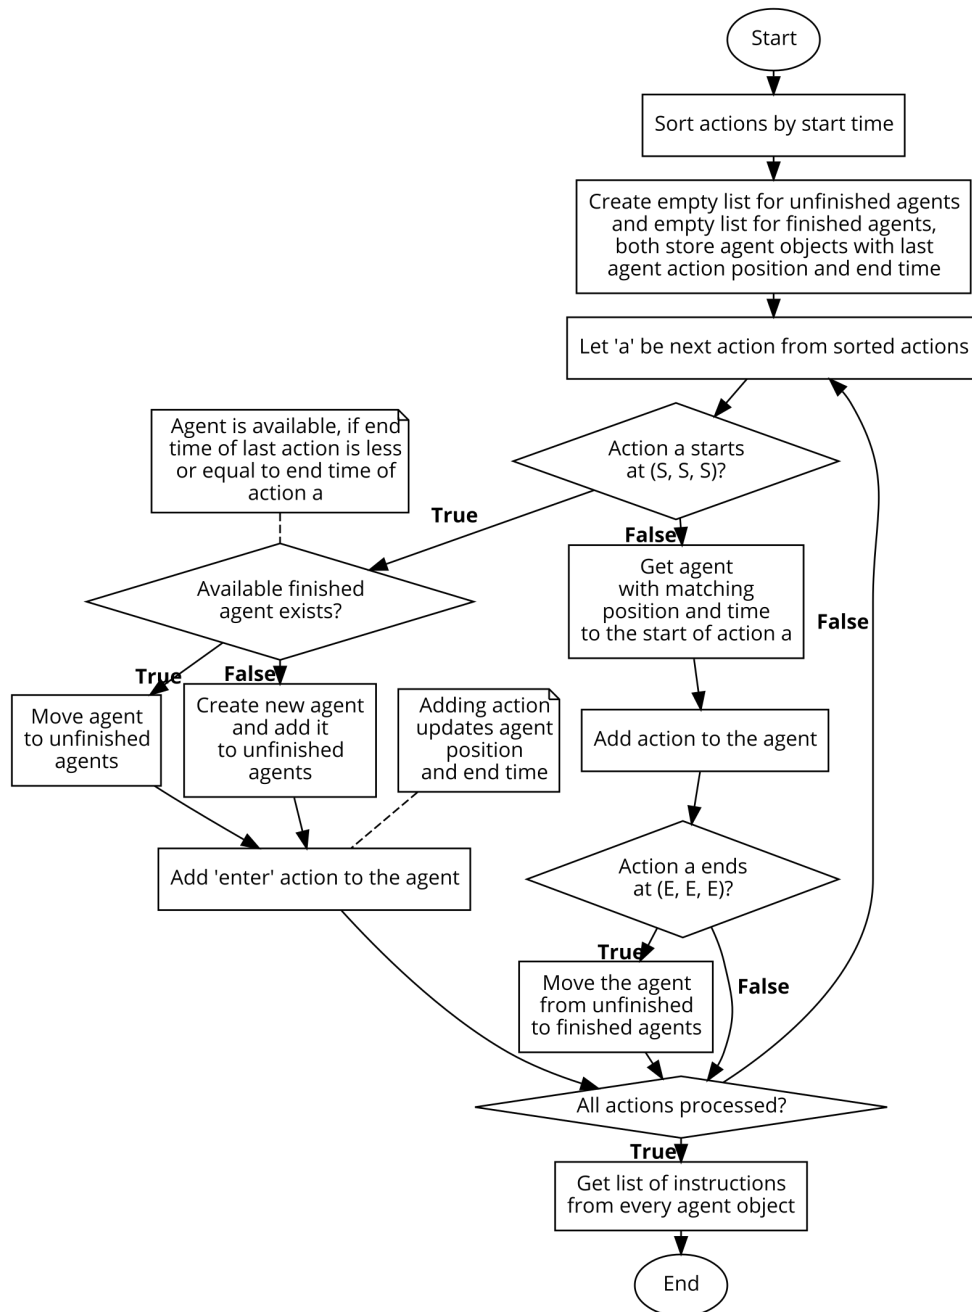 Start
Sort actions by start time
Create empty list for unfinished agents
and empty list for finished agents,
both store agent objects with last
agent action position and end time
Let 'a' be next action from sorted actions
Action a starts
at (S, S, S)?
True
False
Agent is available, if end
time of last action is less
or equal to end time of
action a
Available finished
agent exists?
True
False
Move agent
to unfinished
agents
Create new agent
and add it
to unfinished
agents
Adding action
updates agent
position
and end time
Add 'enter' action to the agent
Get agent
with matching
position and time
to the start of action a
Add action to the agent
Action a ends
at (E, E, E)?
True
False
Move the agent
from unfinished
to finished agents
All actions processed?
False
True
Get list of instructions
from every agent object
End